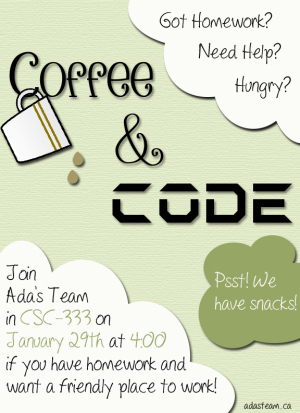 Got Homework?
Need Help?
Hungry?
Coffee
&
CODE
Psst! We
have snacks!
Join
Ada's Team
in CSC-333 on
January 29th at 4:00
if you have homework and
want a friendly place to work!
adasteam.ca